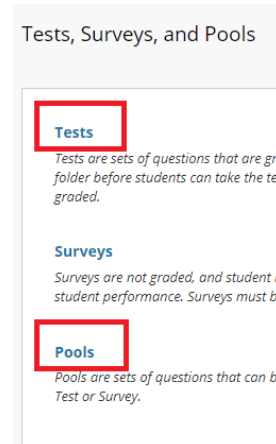 Tests, Surveys, and Pools
Tests
Tests are sets of questions that are
folder before students can take the
graded.
Surveys
Surveys are not graded, and student
student performance. Surveys must
Pools
Pools are sets of questions that can
Test or Survey.